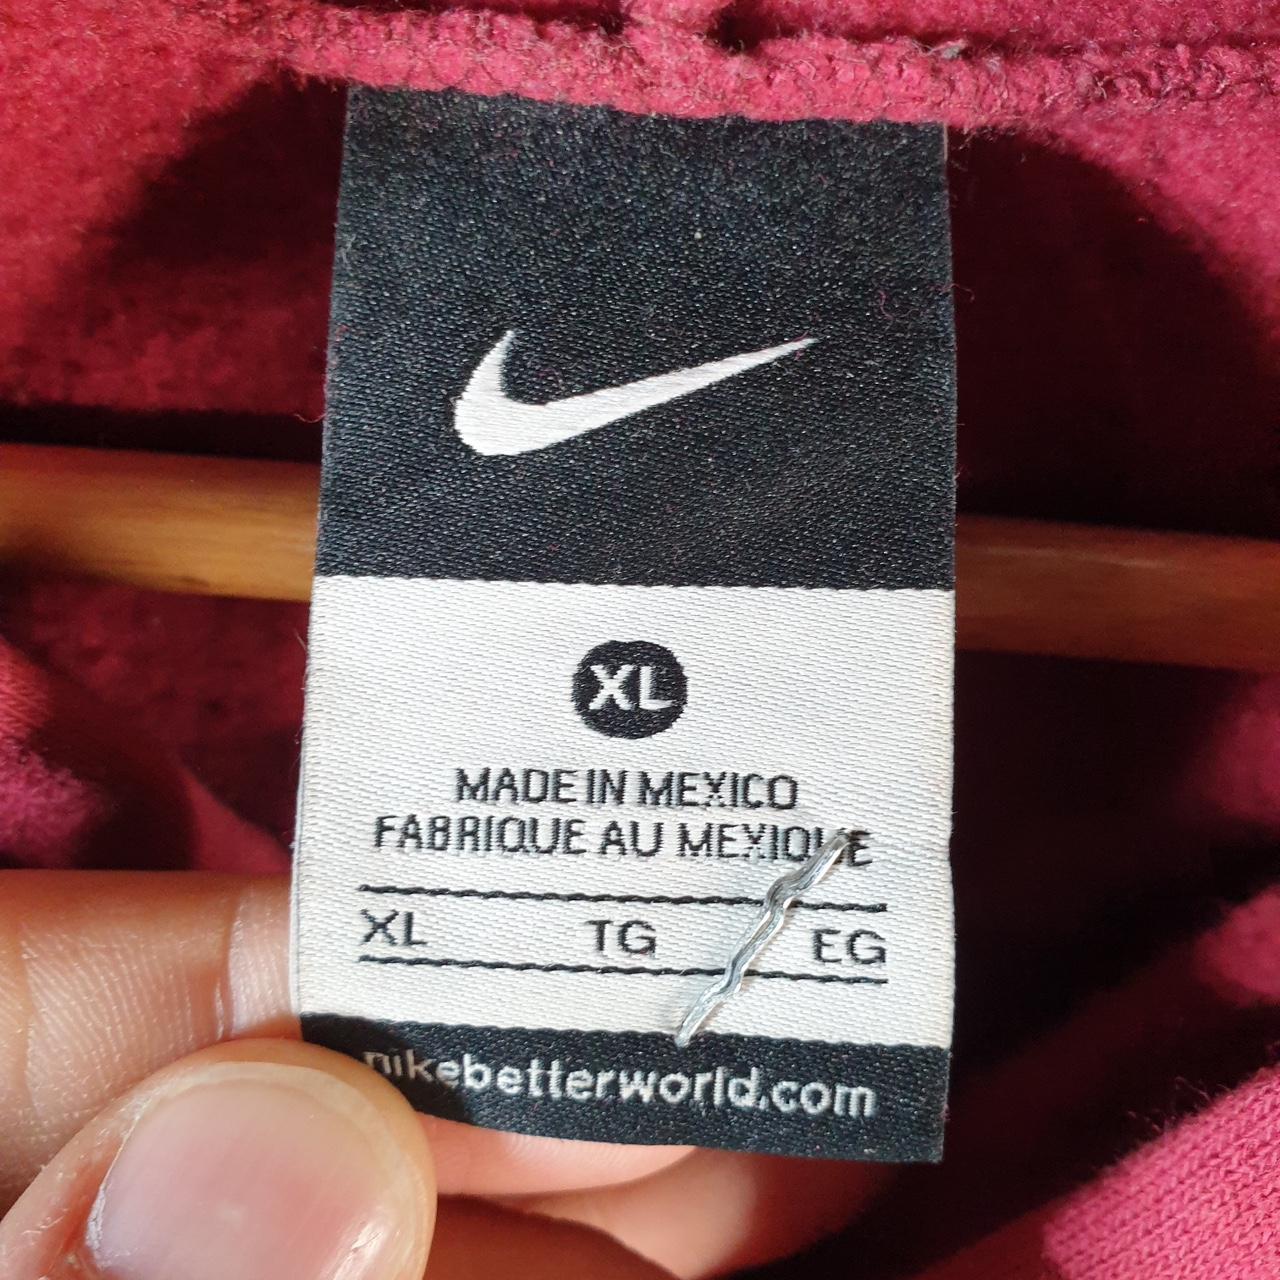 XL
MADE IN MEXICO
FABRIQUE AU MEXIQUE
XL TG EG
nikebetterworld.com